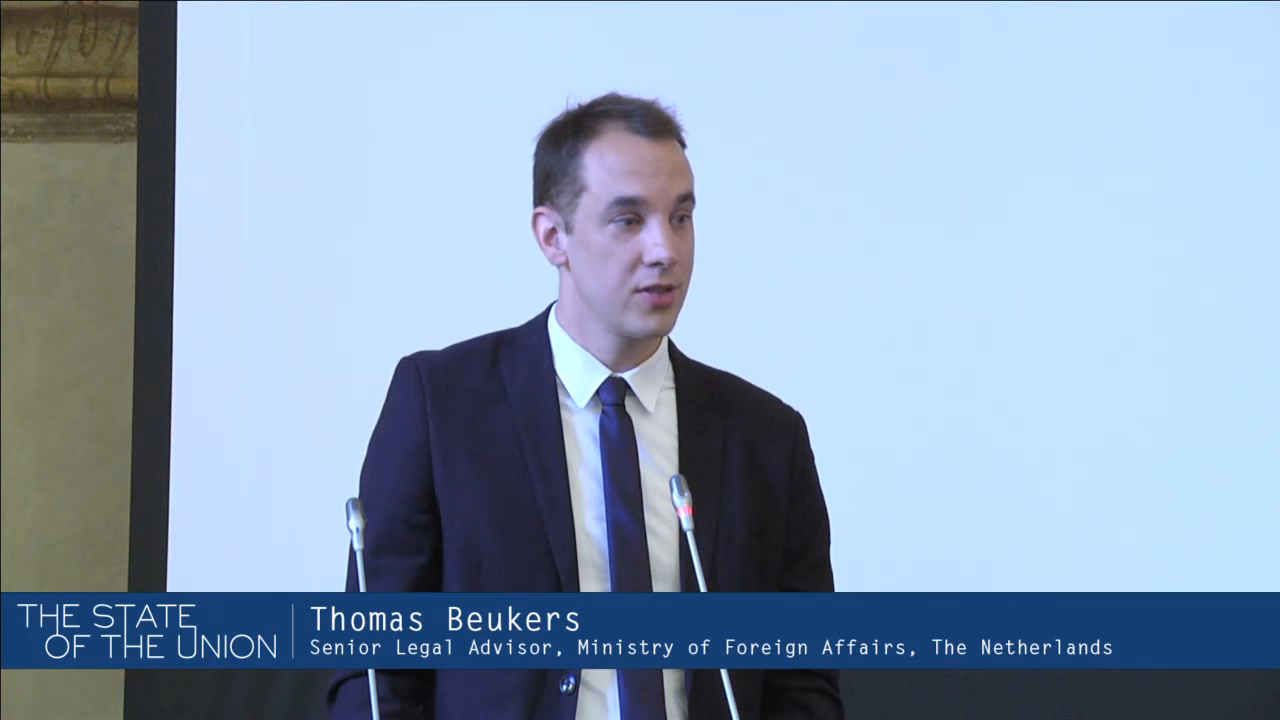 THE STATE
OF THE UNION
Thomas Beukers
Senior Legal Advisor, Ministry of Foreign Affairs, The Netherlands